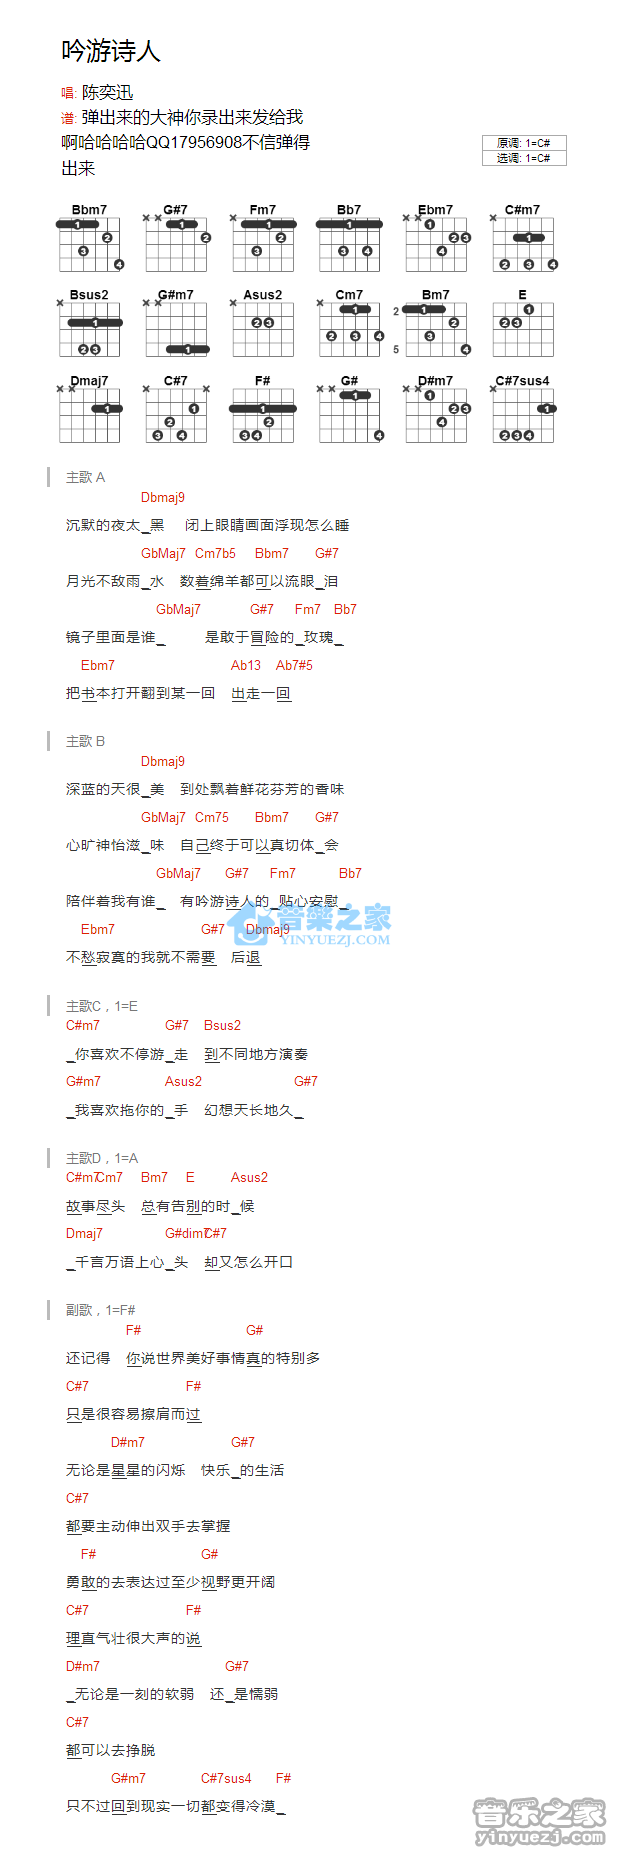 吟游诗人
唱: 陈奕迅
谱: 弹出来的大神你录出来发给我
啊哈哈哈哈QQ17956908不信弹得
出来
原调: 1=C#
选调: 1=C#
Bbm7 G#7 Fm7 Bb7 Ebm7 C#m7
Bsus2 G#m7 Asus2 Cm7 Bm7 E
2
5
Dmaj7 C#7 F# G# D#m7 C#7sus4
主歌 A
Dbmaj9
沉默的夜太_黑 闭上眼睛画面浮现怎么睡
GbMaj7 Cm7b5 Bbm7 G#7
月光不敌雨_水 数着绵羊都可以流眼_泪
GbMaj7 G#7 Fm7 Bb7
镜子里面是谁_ 是敢于冒险的_玫瑰_
Ebm7 Ab13 Ab7#5
把书本打开翻到某一回 出走一回
主歌 B
Dbmaj9
深蓝的天很_美 到处飘着鲜花芬芳的香味
GbMaj7 Cm75 Bbm7 G#7
心旷神怡滋_味 自己终于可以真切体_会
GbMaj7 G#7 Fm7 Bb7
陪伴着我有谁_ 有吟游诗人的_贴心安慰_
Ebm7 G#7 Dbmaj9
不愁寂寞的我就不需要 后退
音樂之家
YINYUEZJ.COM
主歌C，1=E
C#m7 G#7 Bsus2
_你喜欢不停游_走 到不同地方演奏
G#m7 Asus2 G#7
_我喜欢拖你的_手 幻想天长地久_
主歌D，1=A
C#m7 Cm7 Bm7 E Asus2
故事尽头 总有告别的时_候
Dmaj7 G#dim7 C#7
_千言万语上心_头 却又怎么开口
副歌，1=F#
F# G#
还记得 你说世界美好事情真的特别多
C#7 F#
只是很容易擦肩而过
D#m7 G#7
无论是星星的闪烁 快乐_的生活
C#7
都要主动伸出双手去掌握
F# G#
勇敢的去表达过至少视野更开阔
C#7 F#
理直气壮很大声的说
D#m7 G#7
_无论是一刻的软弱 还_是懦弱
C#7
都可以去挣脱
G#m7 C#7sus4 F#
只不过回到现实一切都变得冷漠_
音乐之家
yinyuezj.com